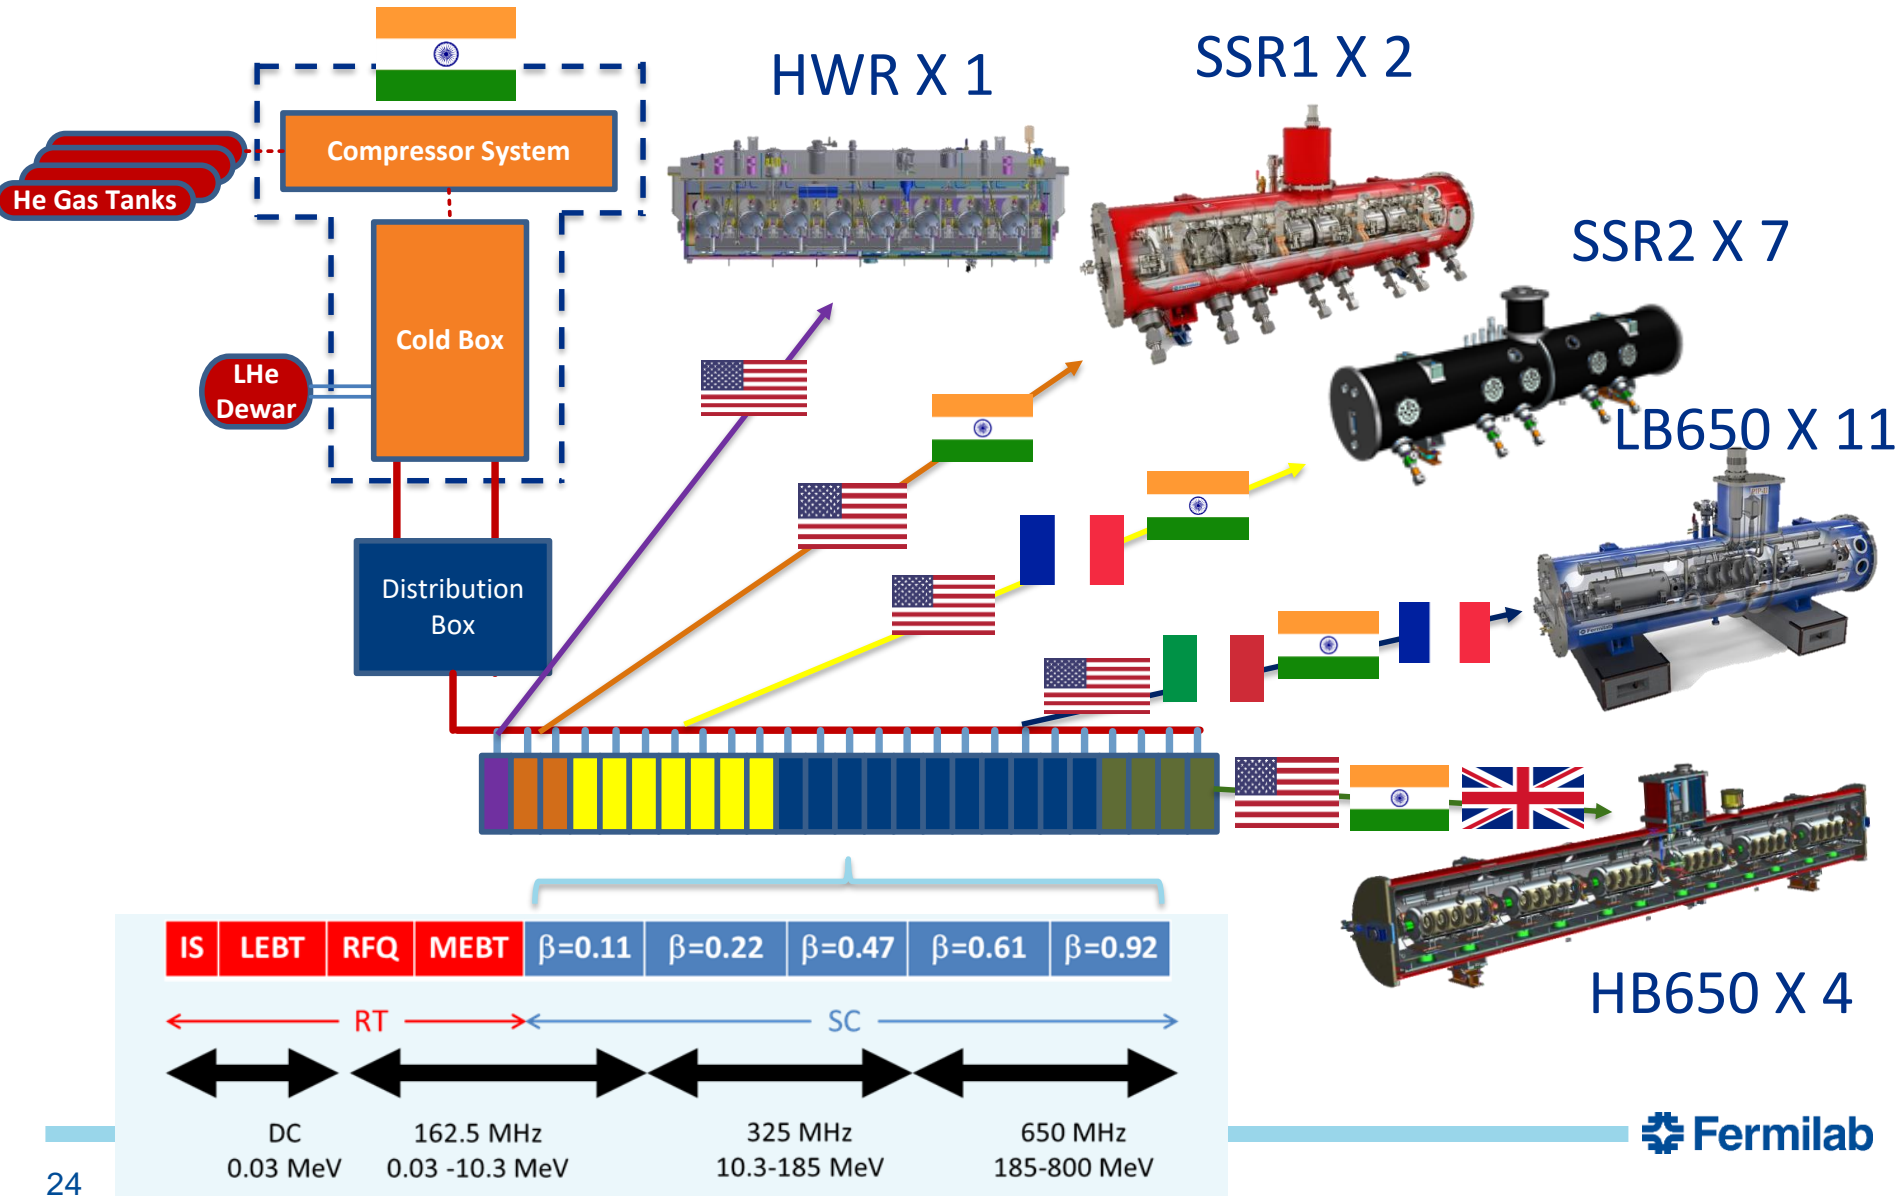 HWR X 1
SSR1 X 2
SSR2 X 7
LB650 X 11
HB650 X 4
Compressor System
He Gas Tanks
Cold Box
LHe
Dewar
Distribution
Box
Fermilab
Fermilab
IS LEBT RFQ MEBT β=0.11 β=0.22 β=0.47 β=0.61 β=0.92
RT SC
DC 162.5 MHz 325 MHz 650 MHz
0.03 MeV 0.03 -10.3 MeV 10.3-185 MeV 185-800 MeV
Fermilab
24